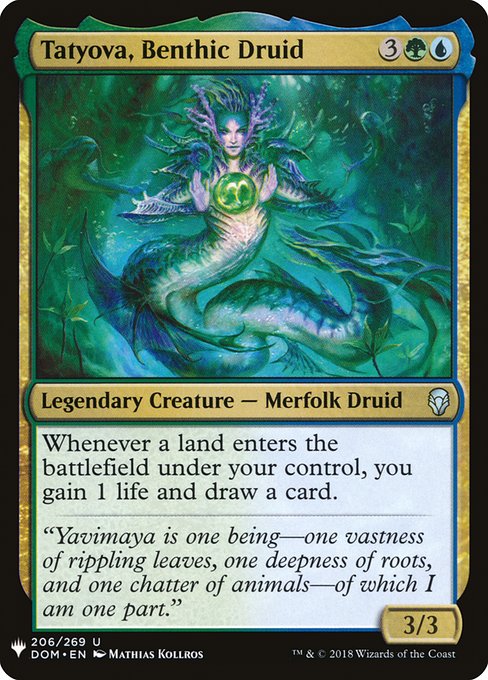 Tatyova, Benthic Druid 3
Legendary Creature — Merfolk Druid
Whenever a land enters the
battlefield under your control, you
gain 1 life and draw a card.
“Yavimaya is one being—one vastness
of rippling leaves, one deepness of roots,
and one chatter of animals—of which I
am one part.”
3/3
206/269 U
DOM • EN Mathias Kollros
™ & © 2018 Wizards of the Coast